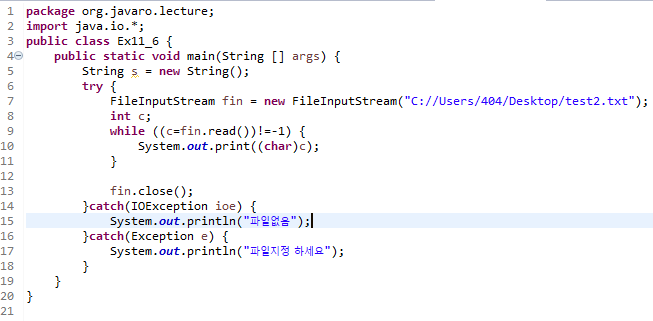 1 package org.javaro.lecture;
2 import java.io.*;
3 public class Ex11_6 {
4 public static void main(String [] args) {
5 String s = new String();
6 try {
7 FileInputStream fin = new FileInputStream("C://Users/404/Desktop/test2.txt");
8 int c;
9 while ((c=fin.read())!=-1) {
10 System.out.print((char)c);
11 }
12
13 fin.close();
14 }catch(IOException ioe) {
15 System.out.println("파일없음");
16 }catch(Exception e) {
17 System.out.println("파일지정 하세요");
18 }
19 }
20 }
21